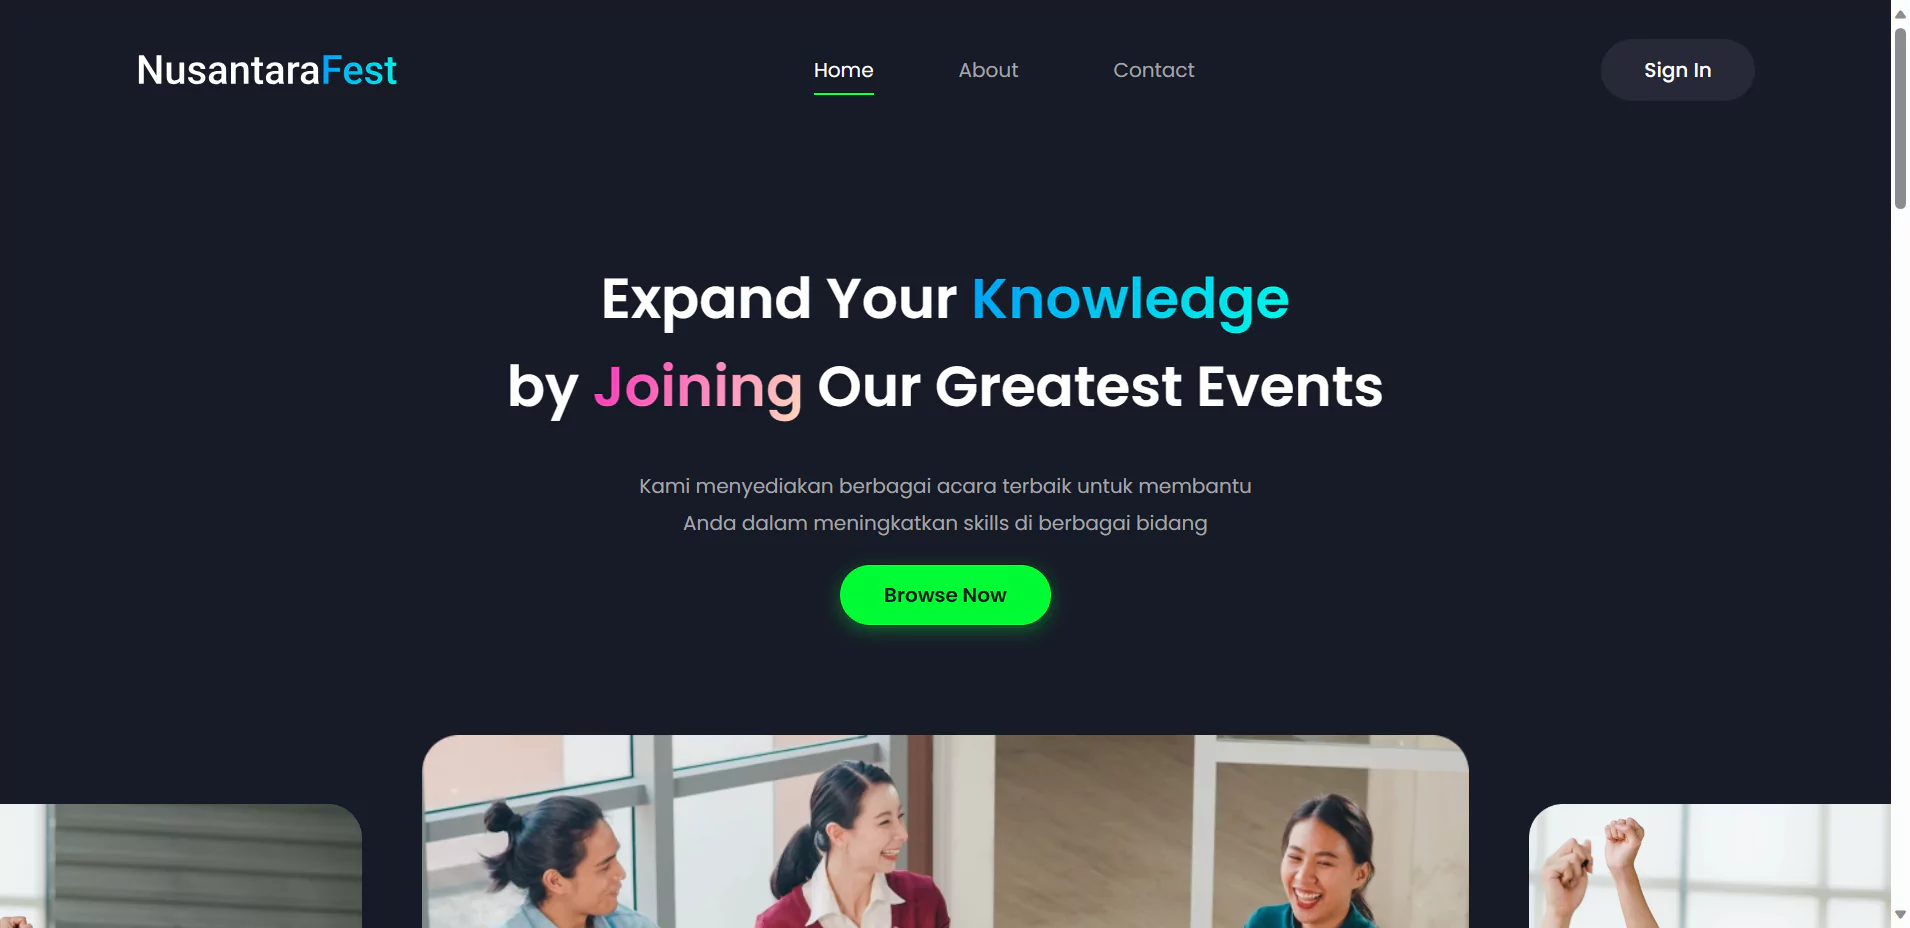 NusantaraFest
Home
About
Contact
Sign In
Expand Your Knowledge
by Joining Our Greatest Events
Kami menyediakan berbagai acara terbaik untuk membantu
Anda dalam meningkatkan skills di berbagai bidang
Browse Now